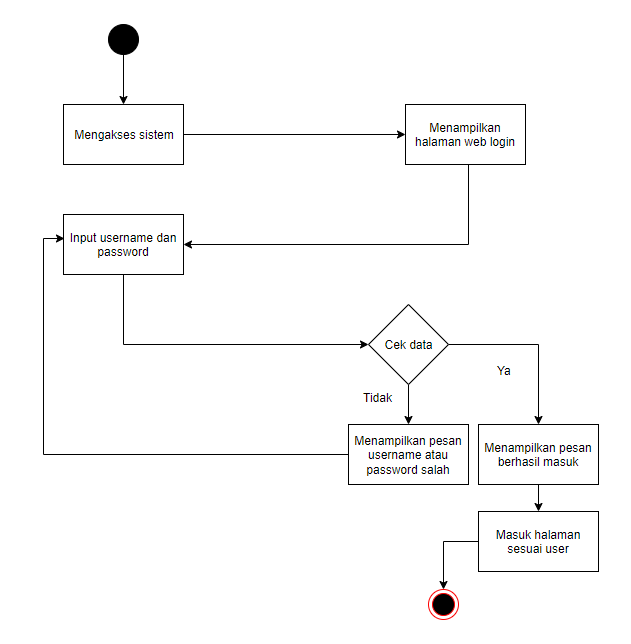 Mengakses sistem
Menampilkan
halaman web login
Input username dan
password
Cek data
Ya
Tidak
Menampilkan pesan
username atau
password salah
Menampilkan pesan
berhasil masuk
Masuk halaman
sesuai user